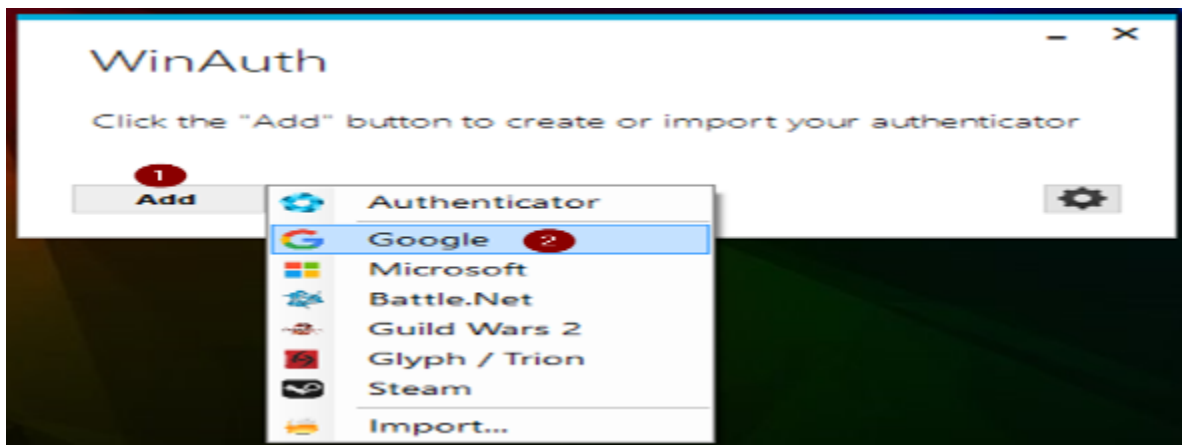 WinAuth
Click the "Add" button to create or import your authenticator
1
Add
Authenticator
Google 2
Microsoft
Battle.Net
Guild Wars 2
Glyph / Trion
Steam
Import...